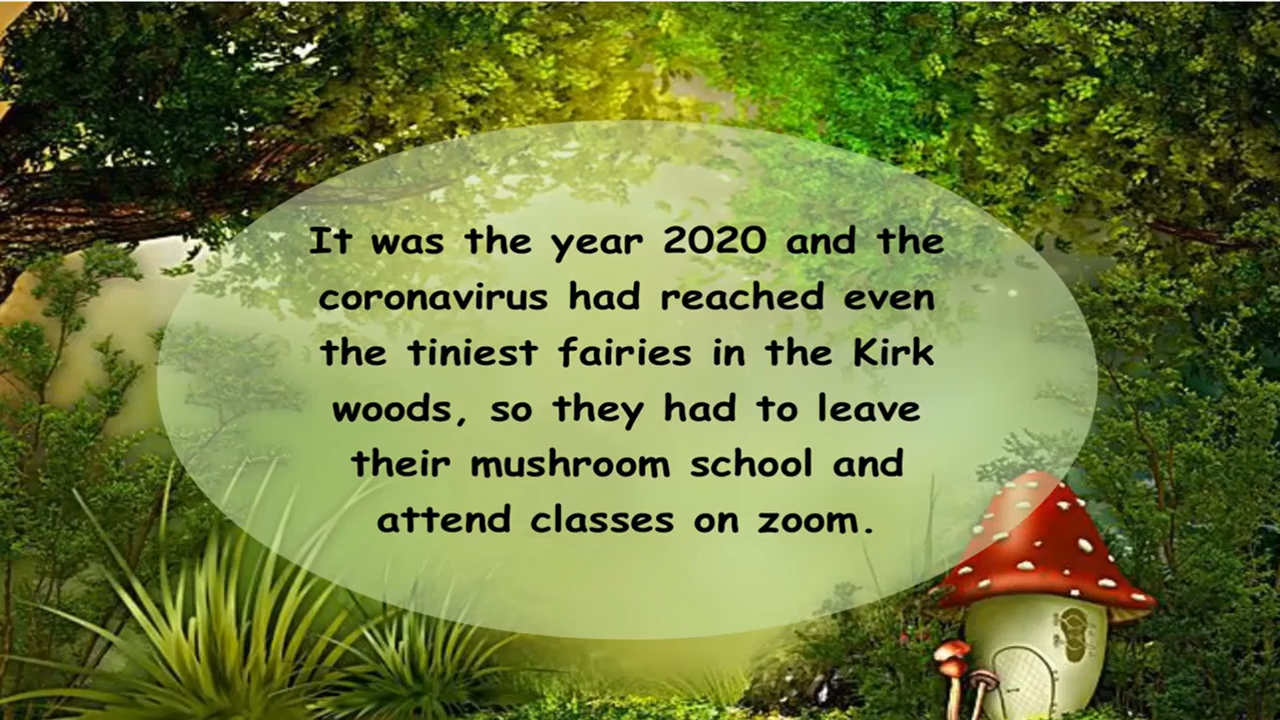 It was the year 2020 and the
coronavirus had reached even
the tiniest fairies in the Kirk
woods, so they had to leave
their mushroom school and
attend classes on zoom.